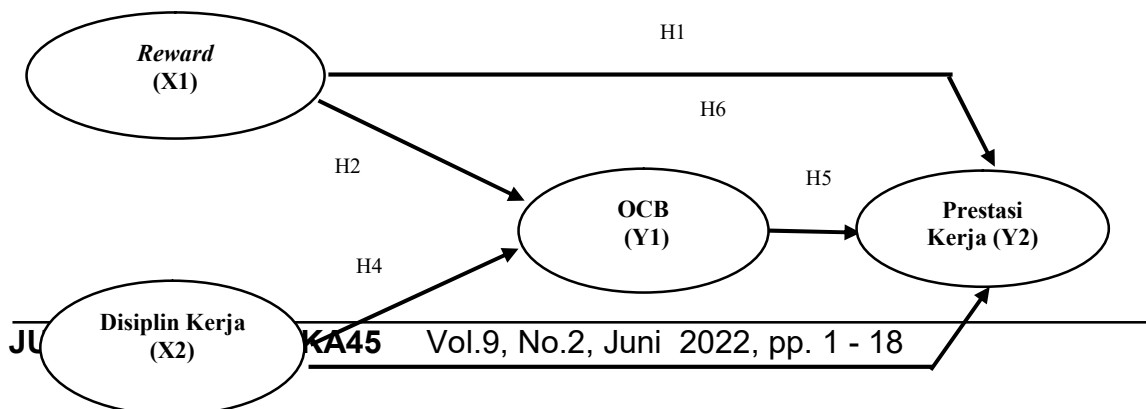 H1
Reward
(X1)
H6
H2
H5
OCB
(Y1)
Prestasi
Kerja (Y2)
H4
Disiplin Kerja
(X2)
KA45 Vol.9, No.2, Juni 2022, pp. 1 - 18